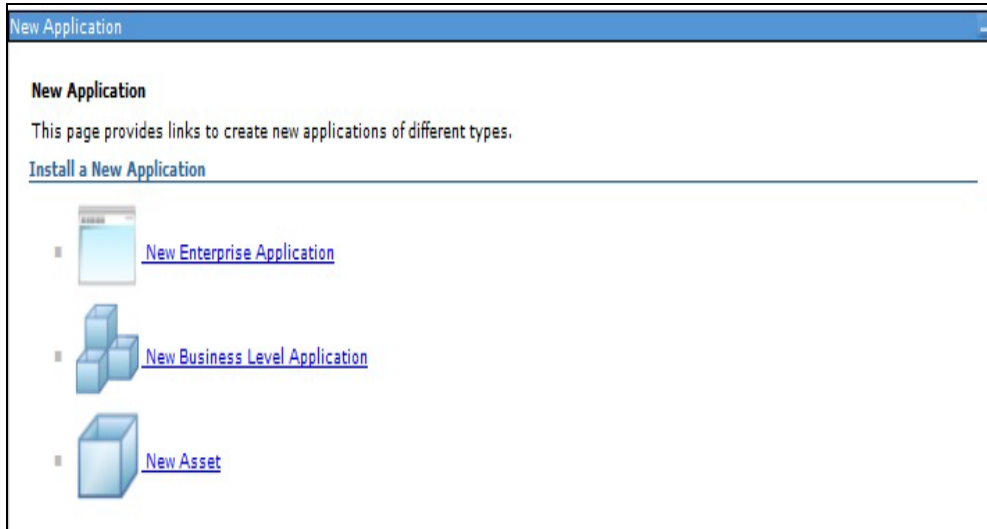 New Application
New Application
This page provides links to create new applications of different types.
Install a New Application
New Enterprise Application
New Business Level Application
New Asset